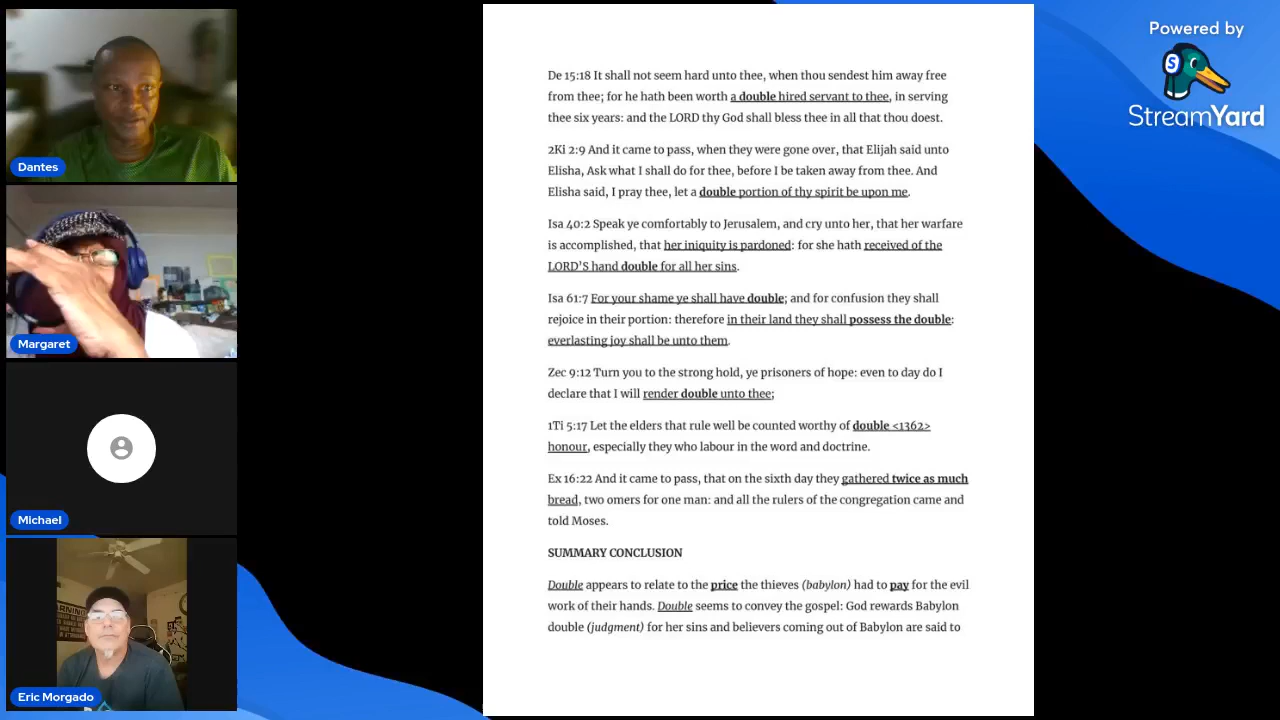 Dantes
Margaret
Michael
WARNING
Eric Morgado
De 15:18 It shall not seem hard unto thee, when thou sendest him away free
from thee; for he hath been worth a double hired servant to thee, in serving
thee six years: and the LORD thy God shall bless thee in all that thou doest.
2Ki 2:9 And it came to pass, when they were gone over, that Elijah said unto
Elisha, Ask what I shall do for thee, before I be taken away from thee. And
Elisha said, I pray thee, let a double portion of thy spirit be upon me.
Isa 40:2 Speak ye comfortably to Jerusalem, and cry unto her, that her warfare
is accomplished, that her iniquity is pardoned: for she hath received of the
LORD'S hand double for all her sins.
Isa 61:7 For your shame ye shall have double; and for confusion they shall
rejoice in their portion: therefore in their land they shall possess the double:
everlasting joy shall be unto them.
Zec 9:12 Turn you to the strong hold, ye prisoners of hope: even to day do I
declare that I will render double unto thee;
1Ti 5:17 Let the elders that rule well be counted worthy of double <1362>
honour, especially they who labour in the word and doctrine.
Ex 16:22 And it came to pass, that on the sixth day they gathered twice as much
bread, two omers for one man: and all the rulers of the congregation came and
told Moses.
SUMMARY CONCLUSION
Double appears to relate to the price the thieves (babylon) had to pay for the evil
work of their hands. Double seems to convey the gospel: God rewards Babylon
double (judgment) for her sins and believers coming out of Babylon are said to
Powered by
S
StreamYard